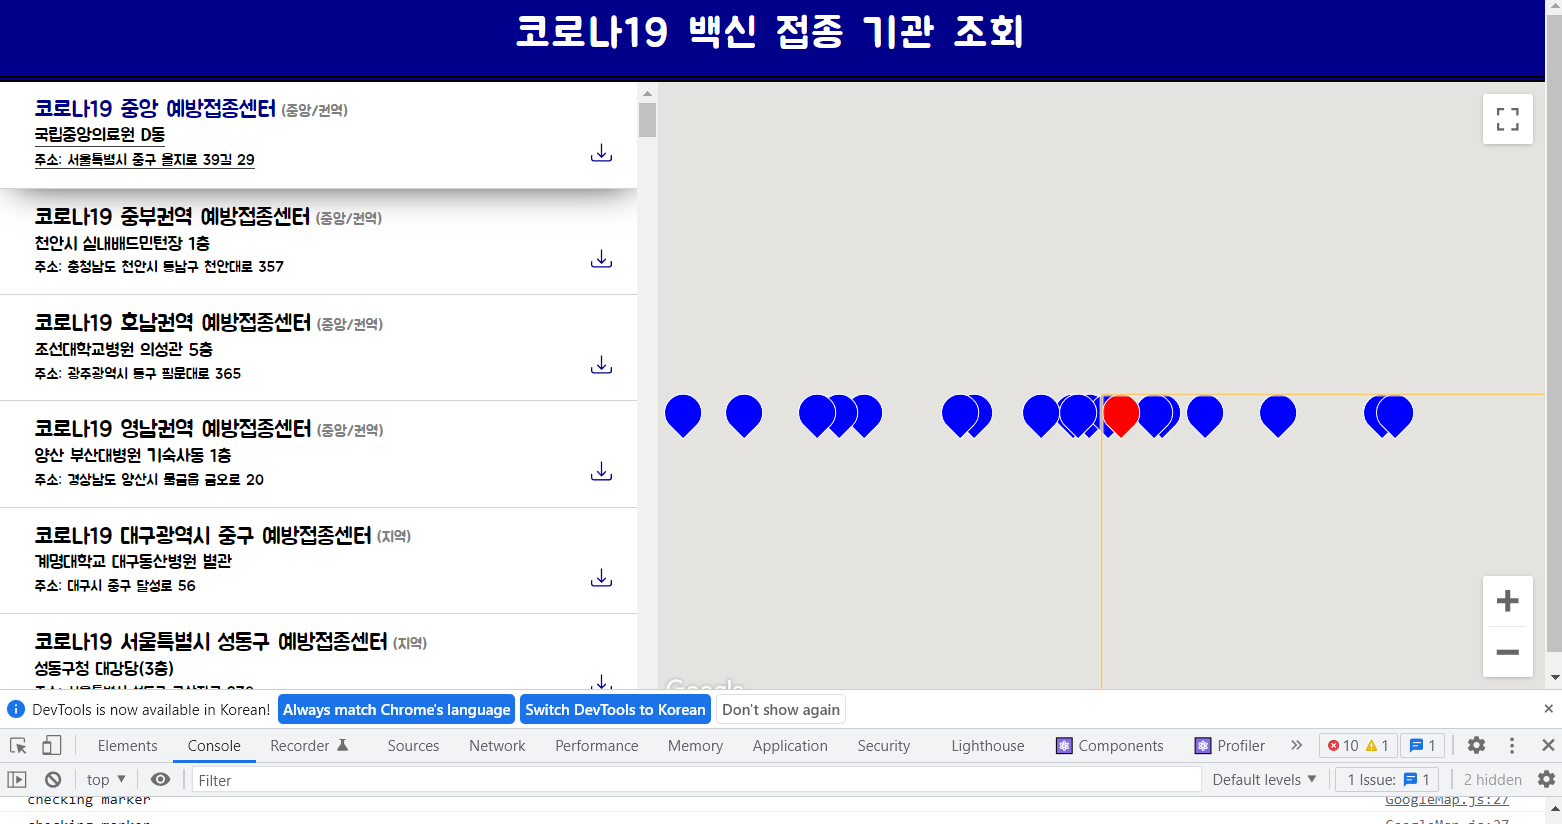 코로나19 백신 접종 기관 조회
코로나19 중앙 예방접종센터 (중앙/권역)
국립중앙의료원 D동
주소: 서울특별시 중구 을지로 39길 29
코로나19 중부권역 예방접종센터 (중앙/권역)
천안시 실내배드민턴장 1층
주소: 충청남도 천안시 동남구 천안대로 357
코로나19 호남권역 예방접종센터 (중앙/권역)
조선대학교병원 의성관 5층
주소: 광주광역시 동구 필문대로 365
코로나19 영남권역 예방접종센터 (중앙/권역)
양산 부산대병원 기숙사동 1층
주소: 경상남도 양산시 물금읍 금오로 20
코로나19 대구광역시 중구 예방접종센터 (지역)
계명대학교 대구동산병원 별관
주소: 대구시 중구 달성로 56
코로나19 서울특별시 성동구 예방접종센터 (지역)
성동구청 대강당(3층)
Google
DevTools is now available in Korean! Always match Chrome's language Switch DevTools to Korean Don't show again
Elements Console Recorder Sources Network Performance Memory Application Security Lighthouse Components Profiler 10 1 1
top Filter Default levels 1 Issue: 1 2 hidden
checking marker GoogleMap.js:27
checking marker GoogleMap.js:27